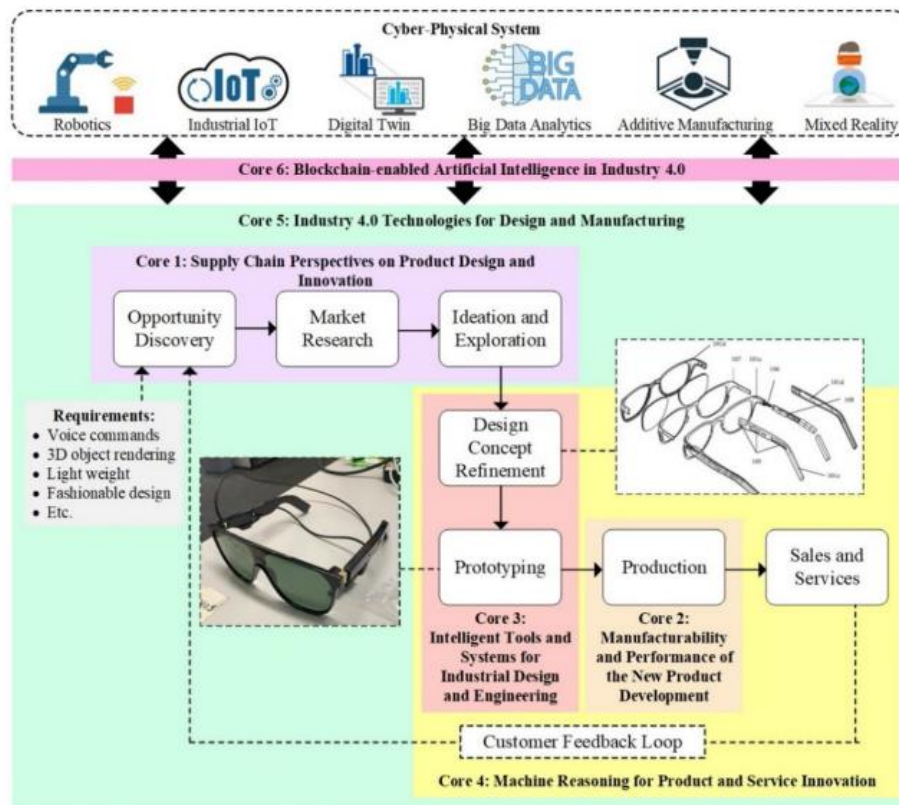 Cyber-Physical System
IoT
BIG
DATA
Robotics
Industrial IoT
Digital Twin
Big Data Analytics
Additive Manufacturing
Mixed Reality
Core 6: Blockchain-enabled Artificial Intelligence in Industry 4.0
Core 5: Industry 4.0 Technologies for Design and Manufacturing
Core 1: Supply Chain Perspectives on Product Design and
Innovation
Opportunity
Discovery
Market
Research
Ideation and
Exploration
Requirements:
• Voice commands
• 3D object rendering
• Light weight
• Fashionable design
• Etc.
Design
Concept
Refinement
107
106
108
Prototyping
Production
Sales and
Services
Core 3:
Intelligent Tools and
Systems for
Industrial Design
and Engineering
Core 2:
Manufacturability
and Performance of
the New Product
Development
Customer Feedback Loop
Core 4: Machine Reasoning for Product and Service Innovation